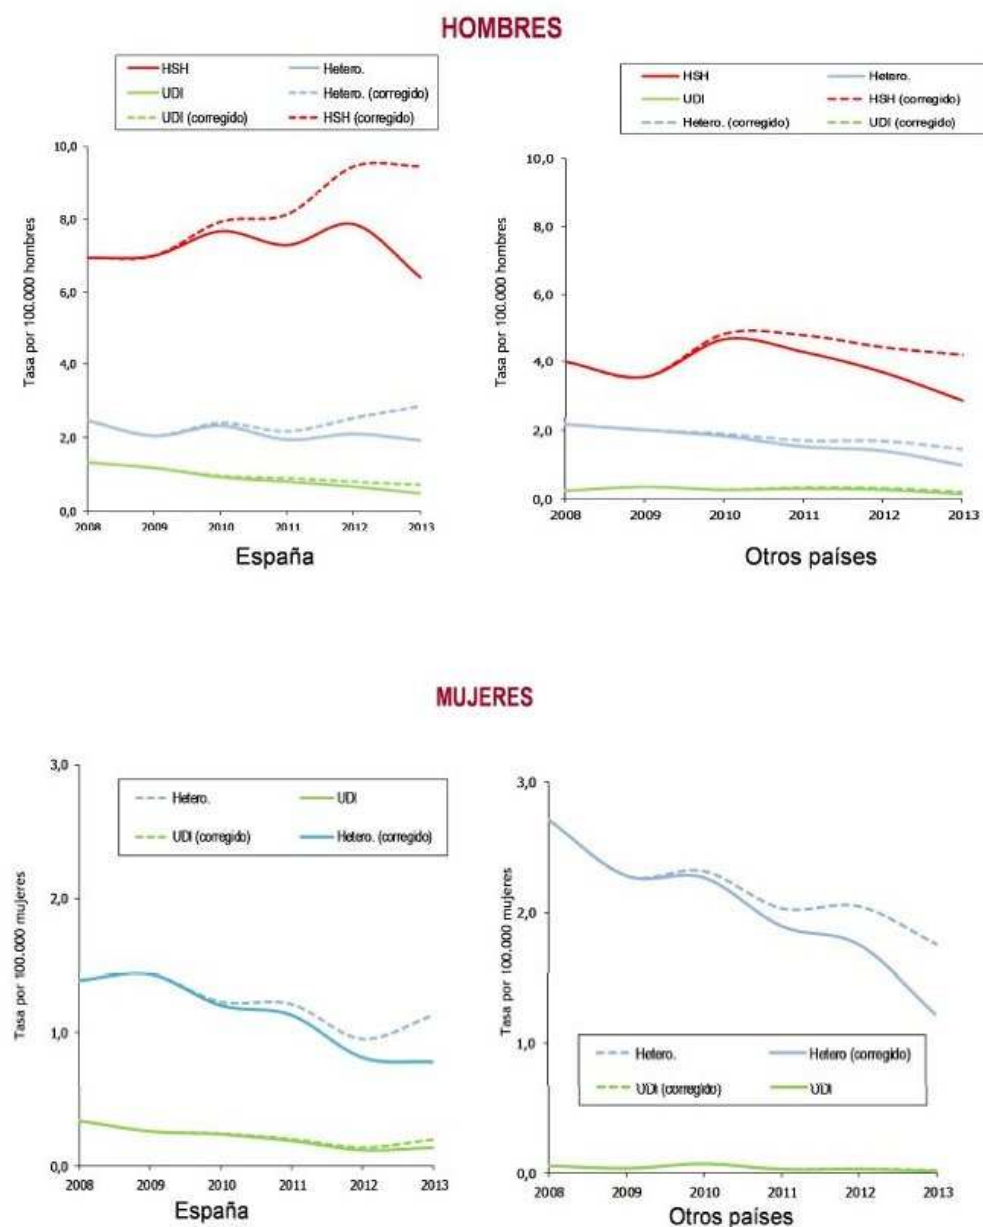 HOMBRES
HSH Hetero.
UDI Hetero. (corregido)
UDI (corregido) HSH (corregido)
Tasa por 100.000 hombres
10,0
8,0
6,0
4,0
2,0
0,0
2008 2009 2010 2011 2012 2013
España
HSH Hetero.
UDI HSH (corregido)
Hetero. (corregido) UDI (corregido)
Tasa por 100.000 hombres
10,0
8,0
6,0
4,0
2,0
0,0
2008 2009 2010 2011 2012 2013
Otros países
MUJERES
3,0
Hetero. UDI
UDI (corregido) Hetero. (corregido)
Tasa por 100.000 mujeres
2,0
1,0
0,0
2008 2009 2010 2011 2012 2013
España
3,0
Tasa por 100.000 mujeres
2,0
1,0
Hetero. Hetero (corregido)
UDI (corregido) UDI
0,0
2008 2009 2010 2011 2012 2013
Otros países